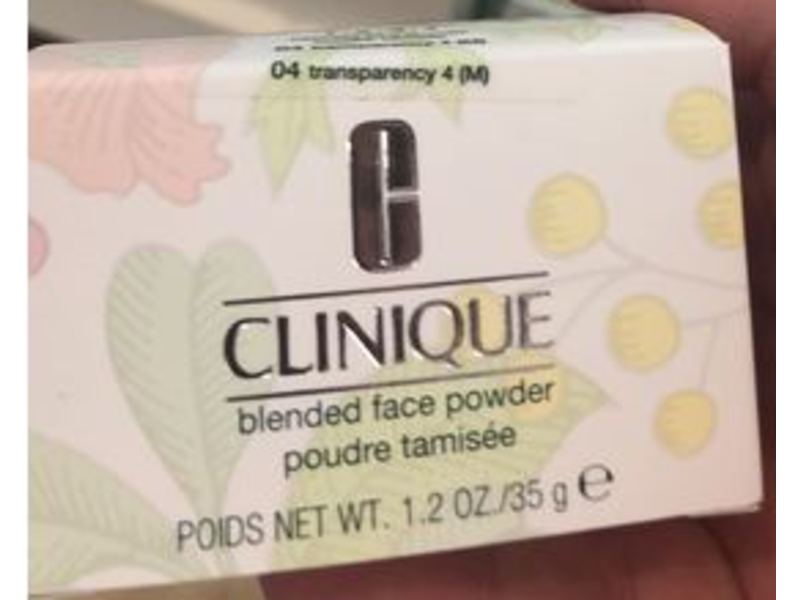 04 transparency 4 (M)
CLINIQUE
blended face powder
poudre tamisée
POIDS NET WT. 1.2 OZ./35 g ℮